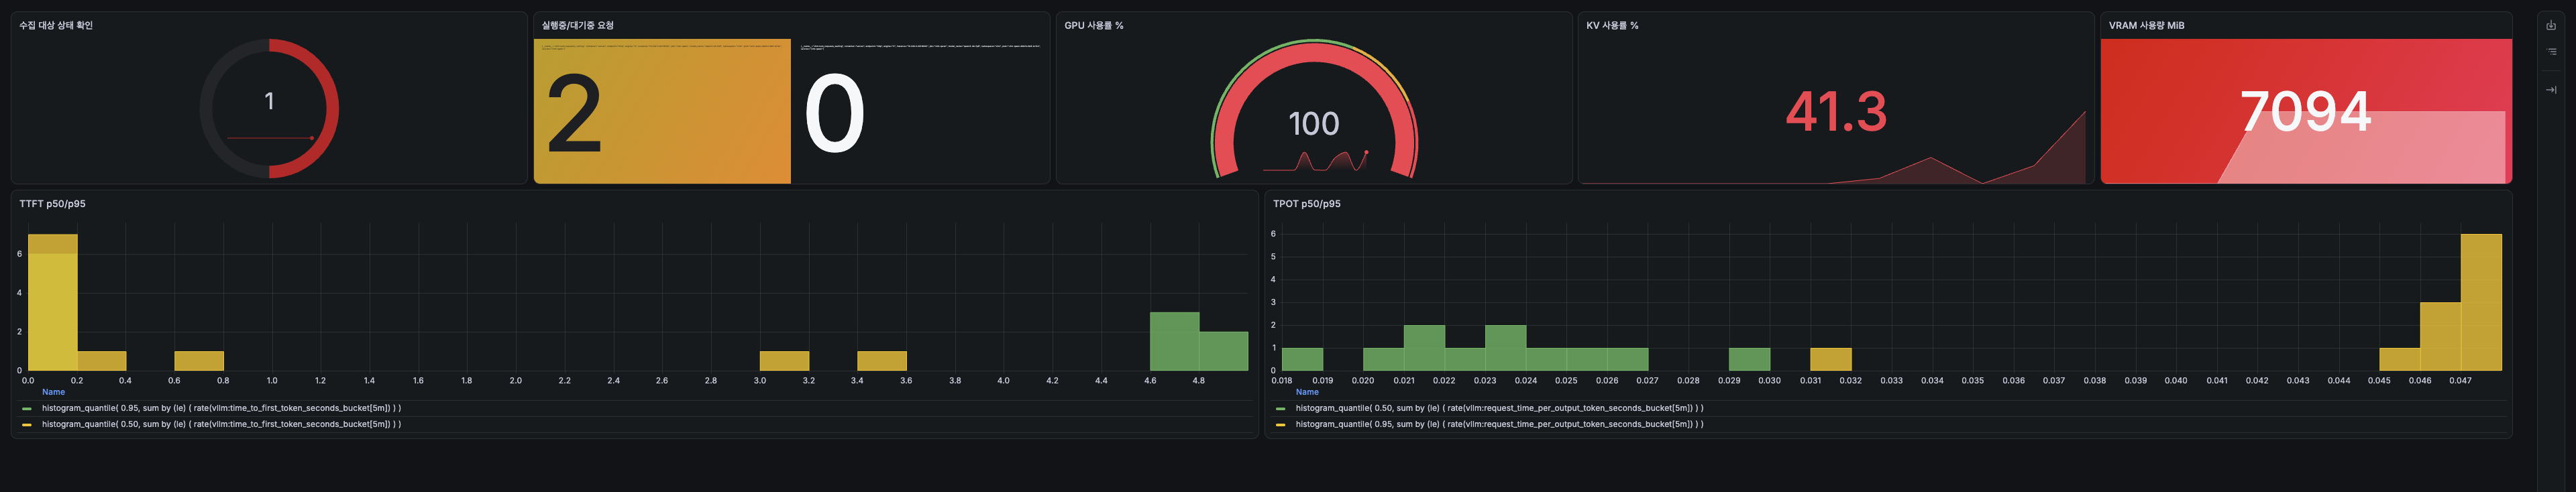 수집 대상 상태 확인
실행중/대기중 요청
GPU 사용률 %
KV 사용률 %
VRAM 사용량 MiB
1
2
0
100
41.3
7094
TTFT p50/p95
6
4
2
0
0.0 0.2 0.4 0.6 0.8 1.0 1.2 1.4 1.6 1.8 2.0 2.2 2.4 2.6 2.8 3.0 3.2 3.4 3.6 3.8 4.0 4.2 4.4 4.6 4.8
Name
histogram_quantile( 0.95, sum by (le) ( rate(vllm:time_to_first_token_seconds_bucket[5m]) ) )
histogram_quantile( 0.50, sum by (le) ( rate(vllm:time_to_first_token_seconds_bucket[5m]) ) )
TPOT p50/p95
6
5
4
3
2
1
0
0.018 0.019 0.020 0.021 0.022 0.023 0.024 0.025 0.026 0.027 0.028 0.029 0.030 0.031 0.032 0.033 0.034 0.035 0.036 0.037 0.038 0.039 0.040 0.041 0.042 0.043 0.044 0.045 0.046 0.047
Name
histogram_quantile( 0.50, sum by (le) ( rate(vllm:request_time_per_output_token_seconds_bucket[5m]) ) )
histogram_quantile( 0.95, sum by (le) ( rate(vllm:request_time_per_output_token_seconds_bucket[5m]) ) )